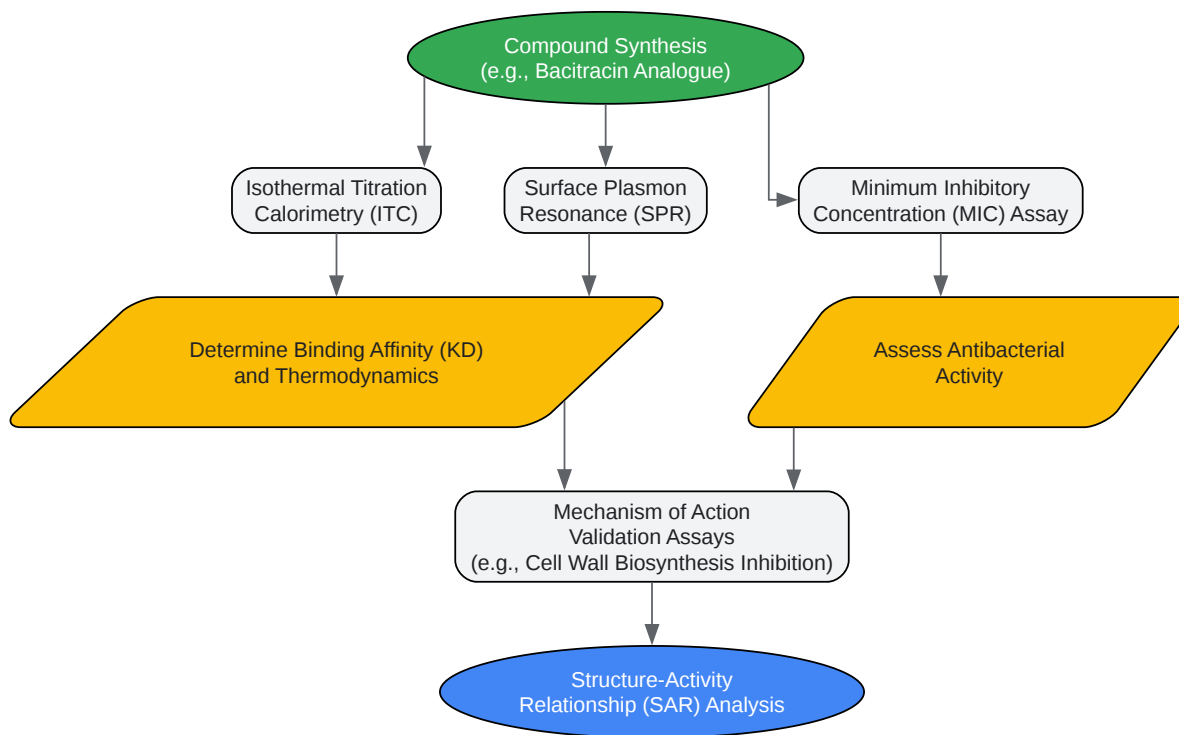 Compound Synthesis
(e.g., Bacitracin Analogue)
Isothermal Titration
Calorimetry (ITC)
Surface Plasmon
Resonance (SPR)
Minimum Inhibitory
Concentration (MIC) Assay
Determine Binding Affinity (KD)
and Thermodynamics
Assess Antibacterial
Activity
Mechanism of Action
Validation Assays
(e.g., Cell Wall Biosynthesis Inhibition)
Structure-Activity
Relationship (SAR) Analysis